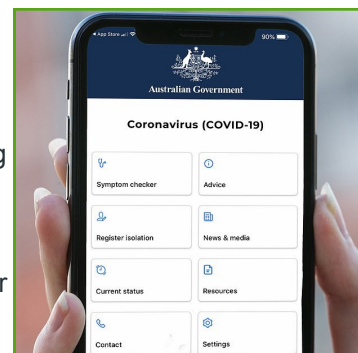 App Store
90%
Australian Government
Coronavirus (COVID-19)
g
Symptom checker
Advice
Register isolation
News & media
r
Current status
Resources
Contact
Settings